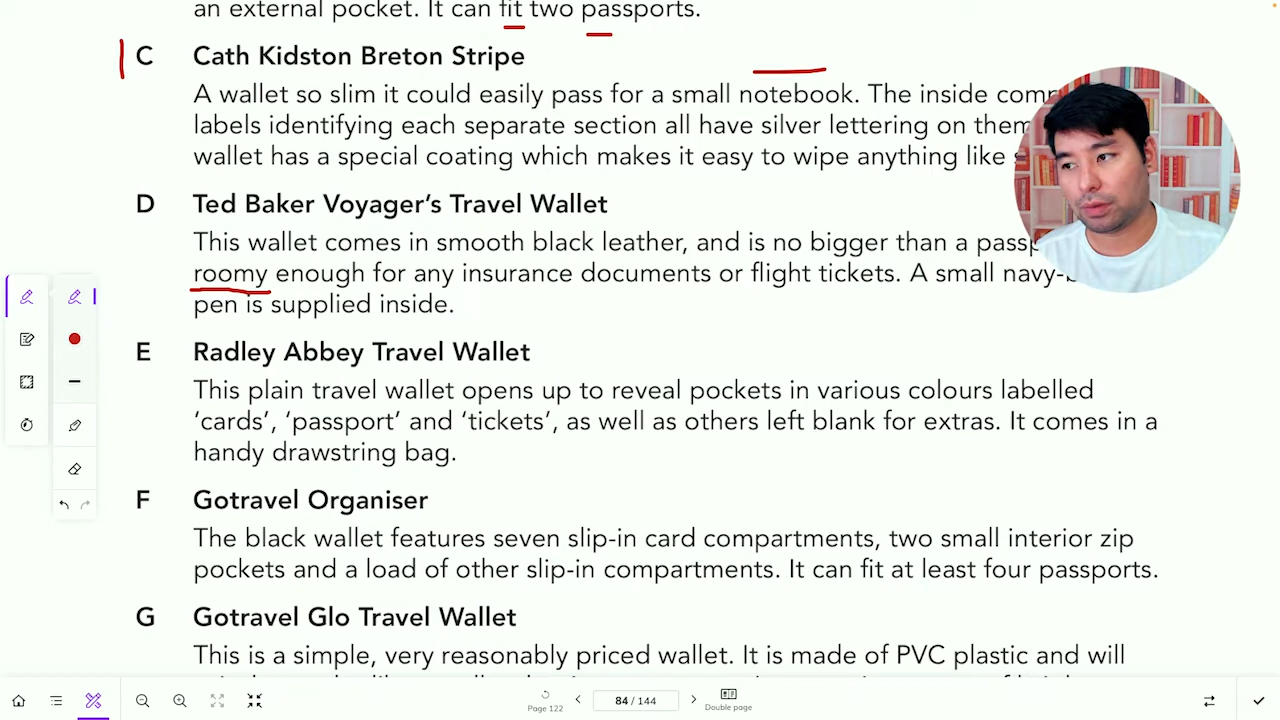 an external pocket. It can fit two passports.
C Cath Kidston Breton Stripe
A wallet so slim it could easily pass for a small notebook. The inside
labels identifying each separate section all have silver lettering on them
wallet has a special coating which makes it easy to wipe anything like
D Ted Baker Voyager's Travel Wallet
This wallet comes in smooth black leather, and is no bigger than a
roomy enough for any insurance documents or flight tickets. A small
pen is supplied inside.
E Radley Abbey Travel Wallet
This plain travel wallet opens up to reveal pockets in various colours labelled
'cards', 'passport' and 'tickets', as well as others left blank for extras. It comes in a
handy drawstring bag.
F Gotravel Organiser
The black wallet features seven slip-in card compartments, two small interior zip
pockets and a load of other slip-in compartments. It can fit at least four passports.
G Gotravel Glo Travel Wallet
This is a simple, very reasonably priced wallet. It is made of PVC plastic and will
Page 122
84 / 144
Double page